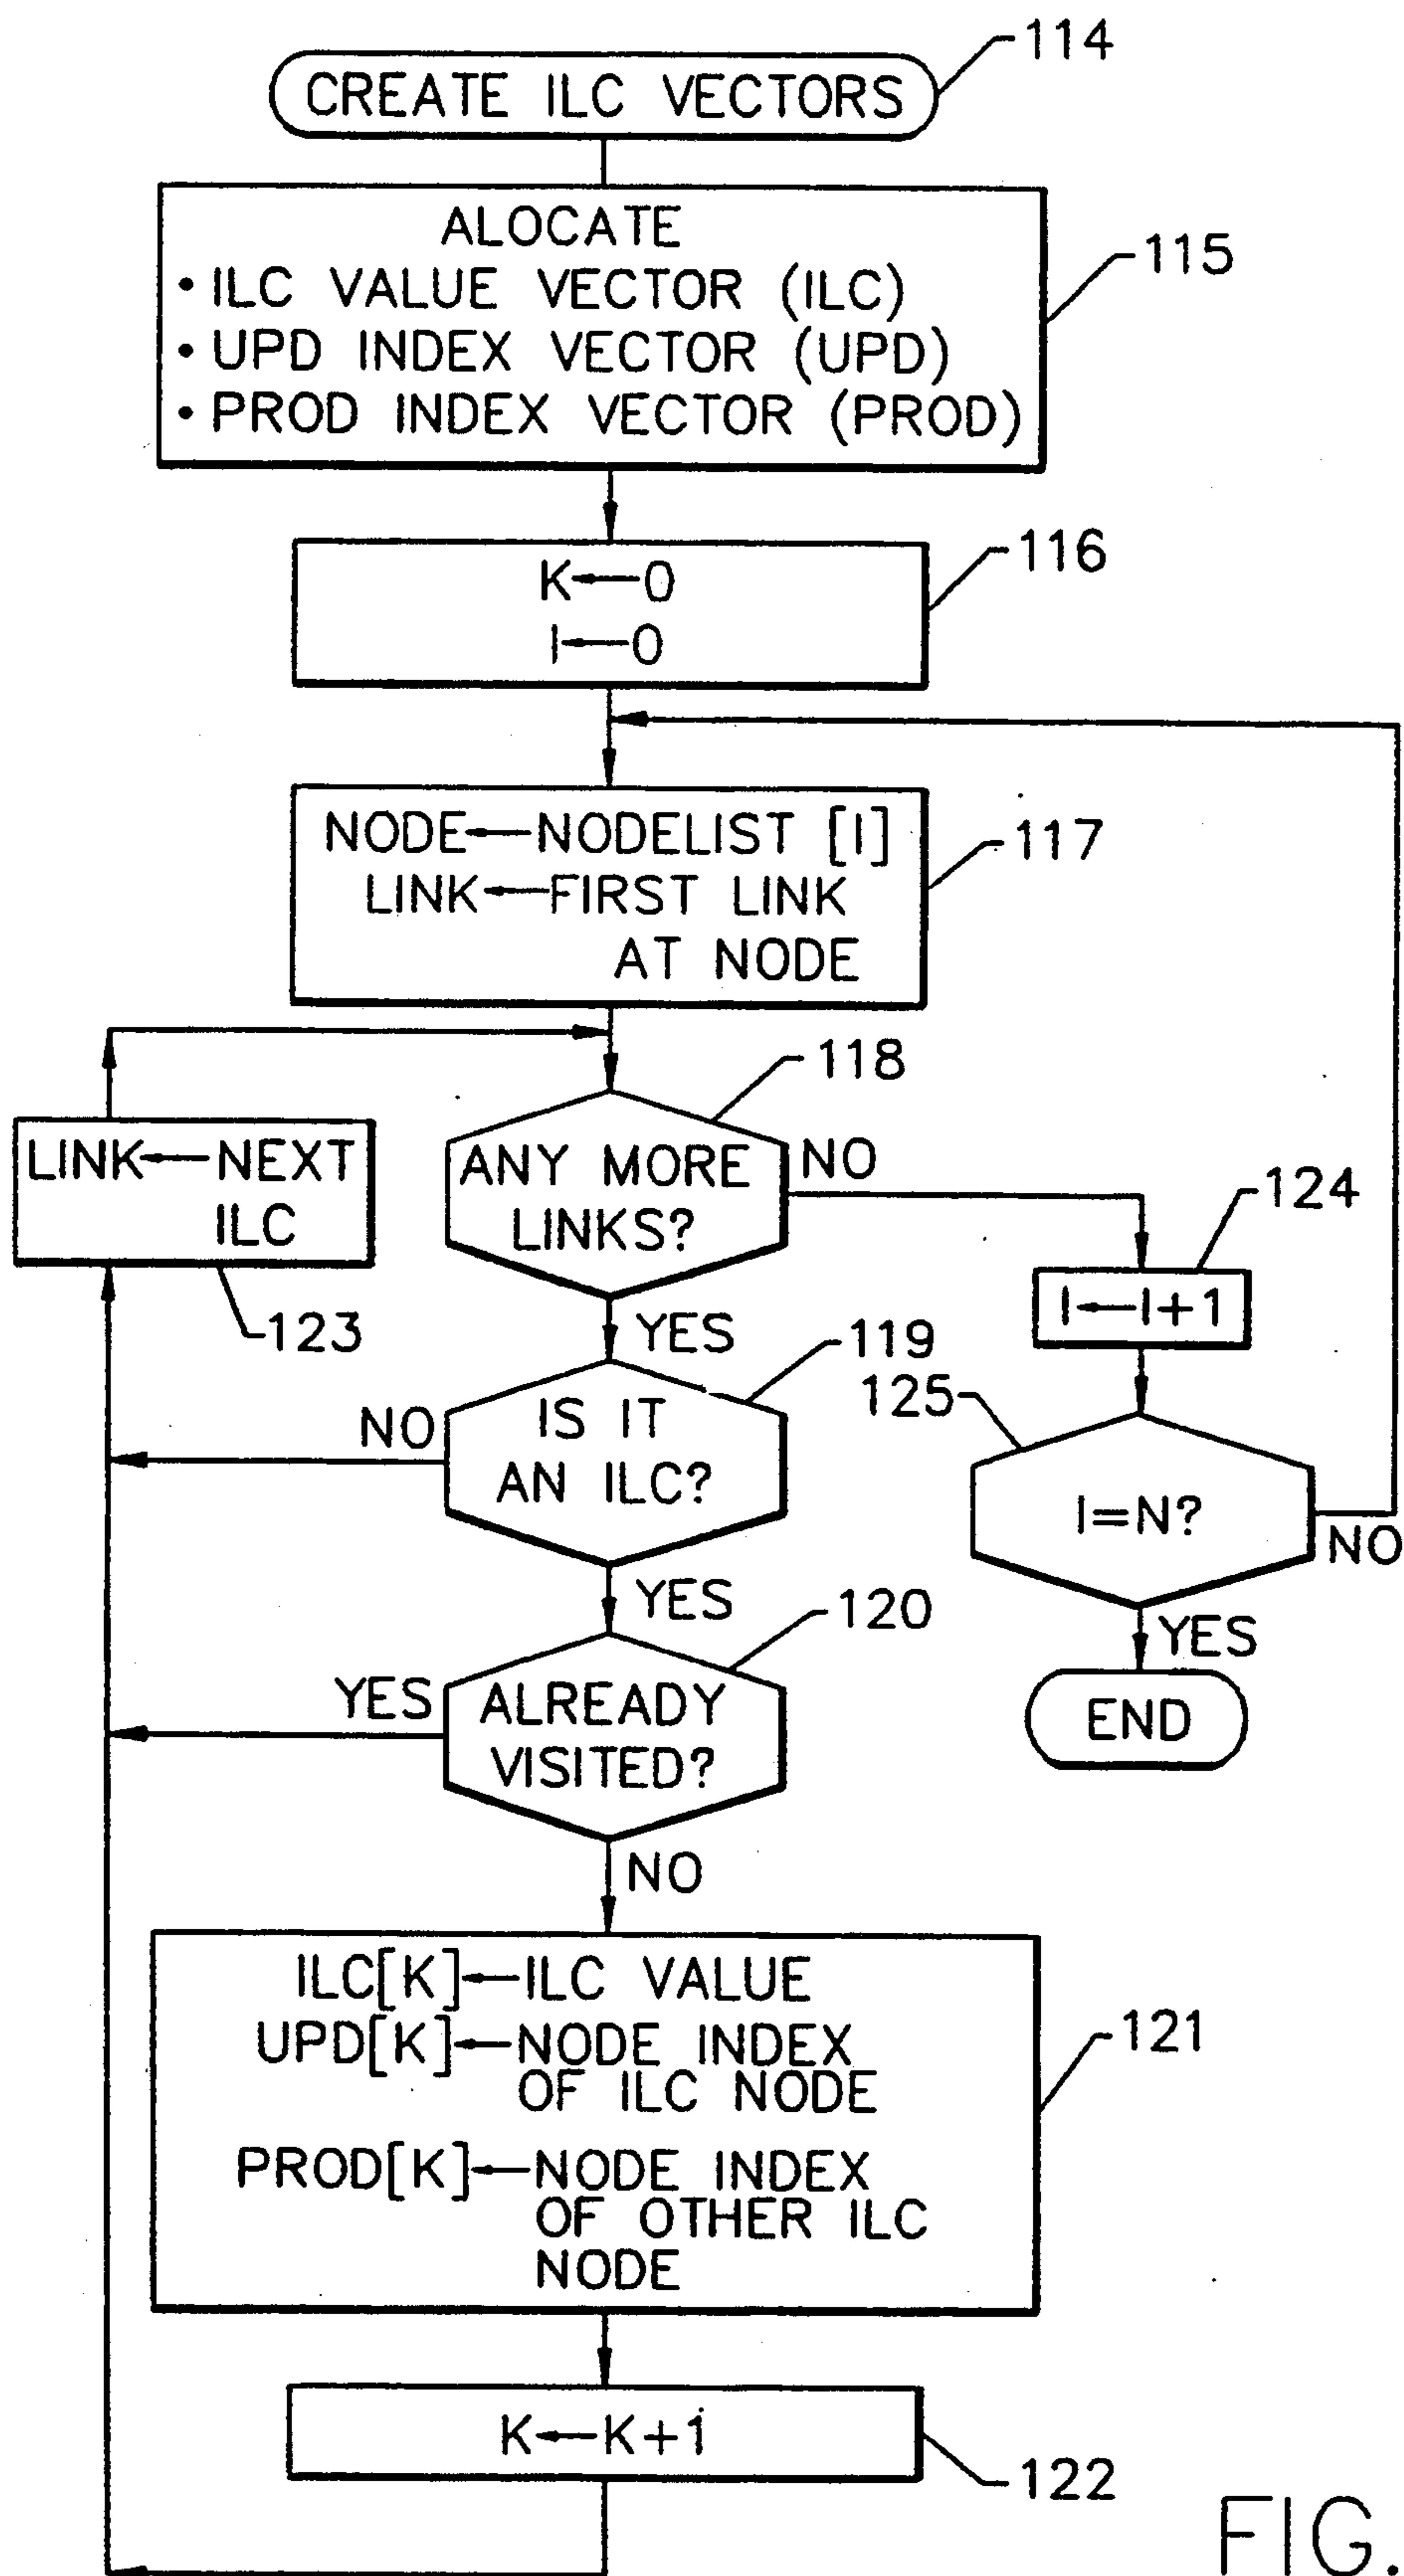 114
CREATE ILC VECTORS
ALOCATE
• ILC VALUE VECTOR (ILC)
• UPD INDEX VECTOR (UPD)
• PROD INDEX VECTOR (PROD)
115
116
K←0
I←0
NODE←NODELIST [I]
LINK←FIRST LINK
AT NODE
117
118
LINK←NEXT
ILC
123
ANY MORE
LINKS?
NO
124
I←I+1
YES
119
125
NO
IS IT
AN ILC?
I=N?
NO
YES
120
YES
YES
ALREADY
VISITED?
END
NO
ILC[K]←ILC VALUE
UPD[K]←NODE INDEX
OF ILC NODE
121
PROD[K]←NODE INDEX
OF OTHER ILC
NODE
K←K+1
122
FIG.